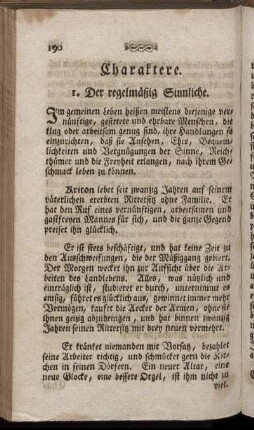 190
Charaktere.
1. Der regelmäßig Sinnliche.
Im gemeinen Leben heißen meistens diejenige ver-
nünftige, gesittete und ehrbare Menschen, die
klug oder arbeitsam genug sind, ihre Handlungen so
einzurichten, daß sie Ansehen, Ehre, Bequem-
lichkeiten und Vergnügungen der Sinne, Reich-
thümer und die Freyheit erlangen, nach ihrem Ge-
schmack leben zu können.
Kriton lebet seit zwanzig Jahren auf seinem
väterlichen ererbten Rittersitz ohne Familie. Er
hat den Ruf eines vernünftigen, arbeitsamen und
gastfreyen Mannes für sich, und die ganze Gegend
preiset ihn glücklich.
Er ist stets beschäftigt, und hat keine Zeit zu
den Ausschweifungen, die der Müßiggang gebiert.
Der Morgen wecket ihn zur Aufsicht über die Ar-
beiten des Landlebens. Alles, was nützlich und
einträglich ist, studieret er durch, unternimmt es
emsig, führet es glücklich aus, gewinnet immer mehr
Vermögen, kaufet die Aecker der Armen, ohne sie
ihnen geizig abzudringen, und hat binnen zwanzig
Jahren seinen Rittersitz mit drey neuen vermehrt.
Er kränket niemanden mit Vorsatz, bezahlet
seine Arbeiter richtig, und schmücket gern die Kir-
chen in seinen Dörfern. Ein neuer Altar, eine
neue Glocke, eine bessere Orgel, ist ihm nicht zu
viel.